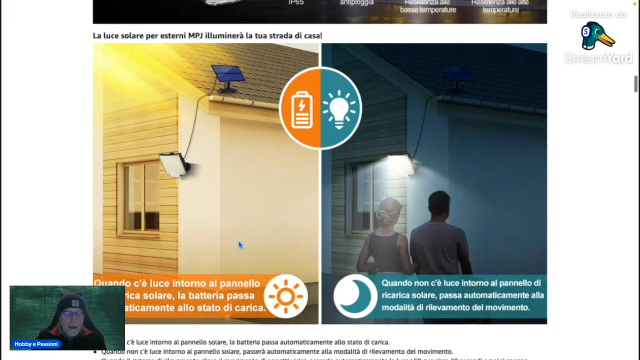 IP65
antipioggia
Resistenza alle
basse temperature
Resistenza alle alte
temperature
Realizzato da
StreamYard
La luce solare per esterni MPJ illuminerà la tua strada di casa!
Quando c'è luce intorno al pannello
ricarica solare, la batteria passa
aticamente allo stato di carica.
Quando non c'è luce intorno al pannello di
ricarica solare, passa automaticamente alla
modalità di rilevamento del movimento.
Hobby e Passioni
c'è luce intorno al pannello solare, la batteria passa automaticamente allo stato di carica.
Quando non c'è luce intorno al pannello solare, passerà automaticamente alla modalità di rilevamento del movimento.